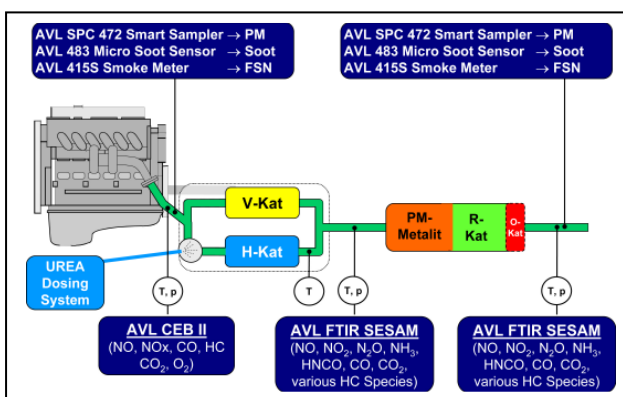 AVL SPC 472 Smart Sampler → PM
AVL 483 Micro Soot Sensor → Soot
AVL 415S Smoke Meter → FSN
AVL SPC 472 Smart Sampler → PM
AVL 483 Micro Soot Sensor → Soot
AVL 415S Smoke Meter → FSN
V-Kat
H-Kat
PM-
Metalit
R-
Kat
O-
Kat
UREA
Dosing
System
T, p
T
T, p
T, p
AVL CEB II
(NO, NOx, CO, HC
CO₂, O₂)
AVL FTIR SESAM
(NO, NO₂, N₂O, NH₃,
HNCO, CO, CO₂,
various HC Species)
AVL FTIR SESAM
(NO, NO₂, N₂O, NH₃,
HNCO, CO, CO₂,
various HC Species)